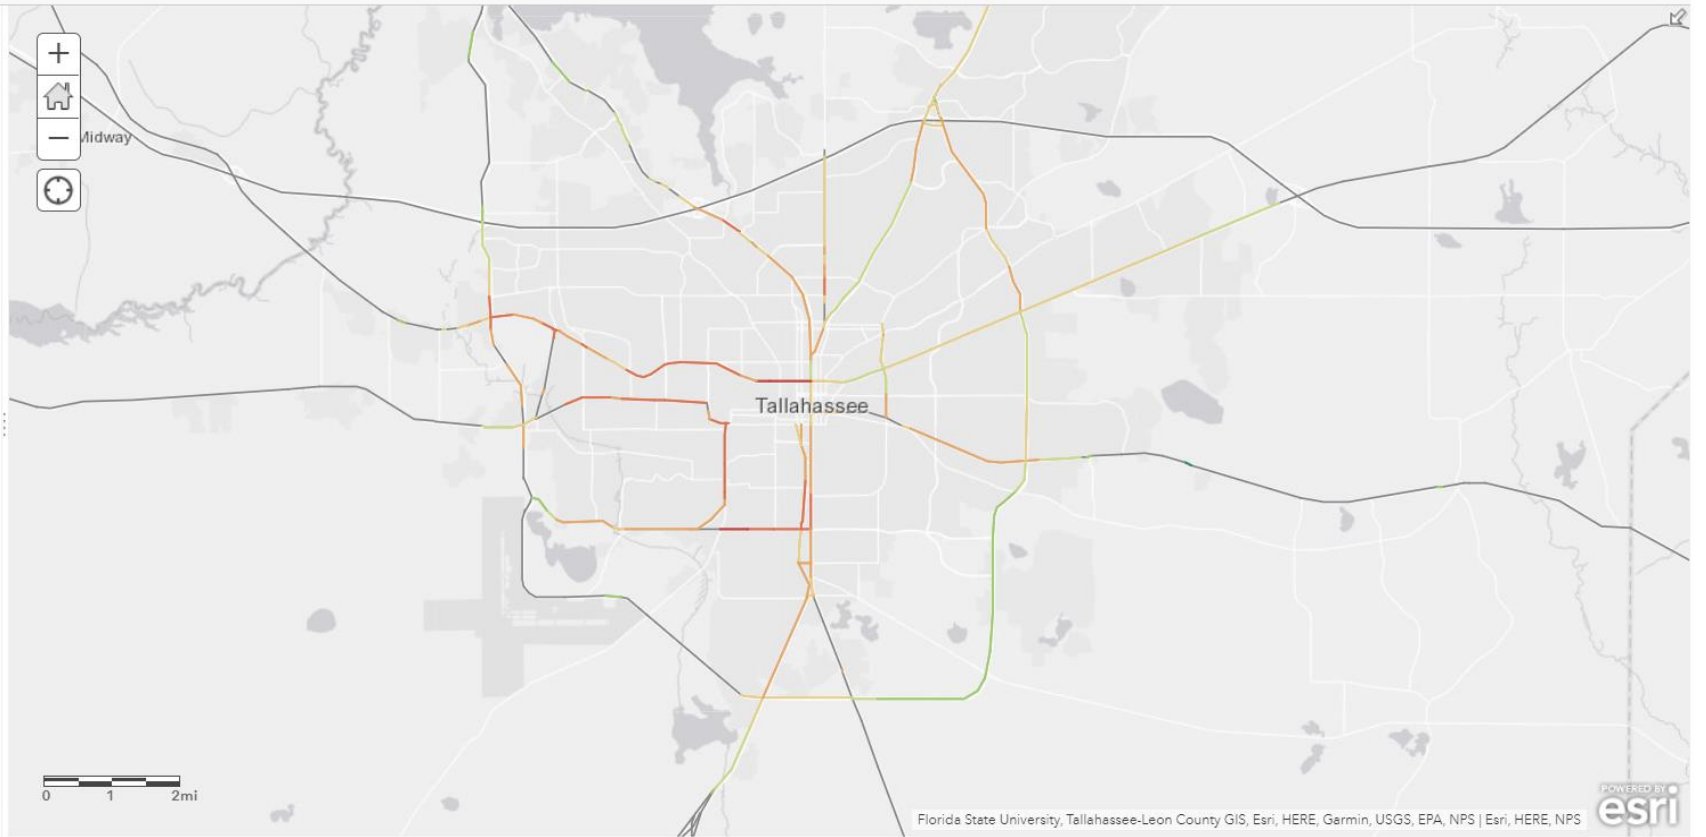 +
Midway
−
Tallahassee
0 1 2mi
Florida State University, Tallahassee-Leon County GIS, Esri, HERE, Garmin, USGS, EPA, NPS | Esri, HERE, NPS
POWERED BY
esri